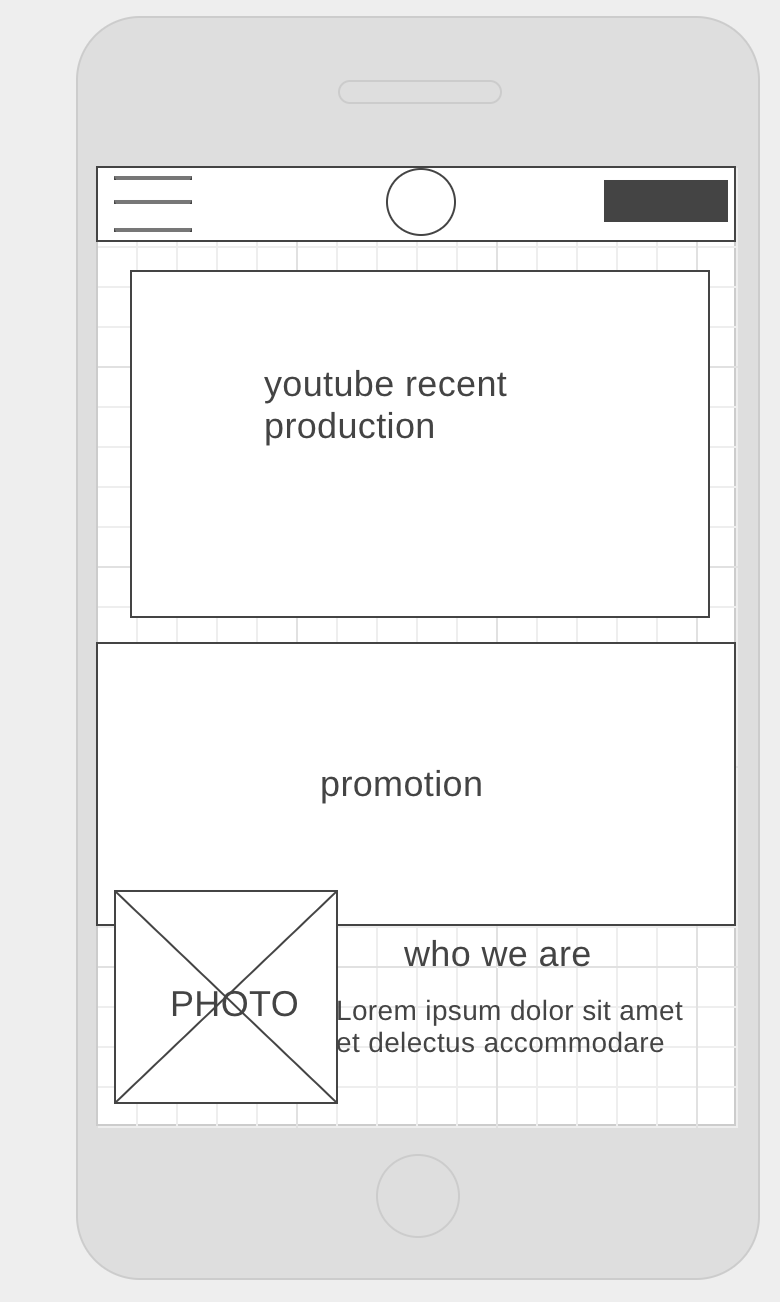 youtube recent
production
promotion
who we are
PHOTO
Lorem ipsum dolor sit amet
et delectus accommodare